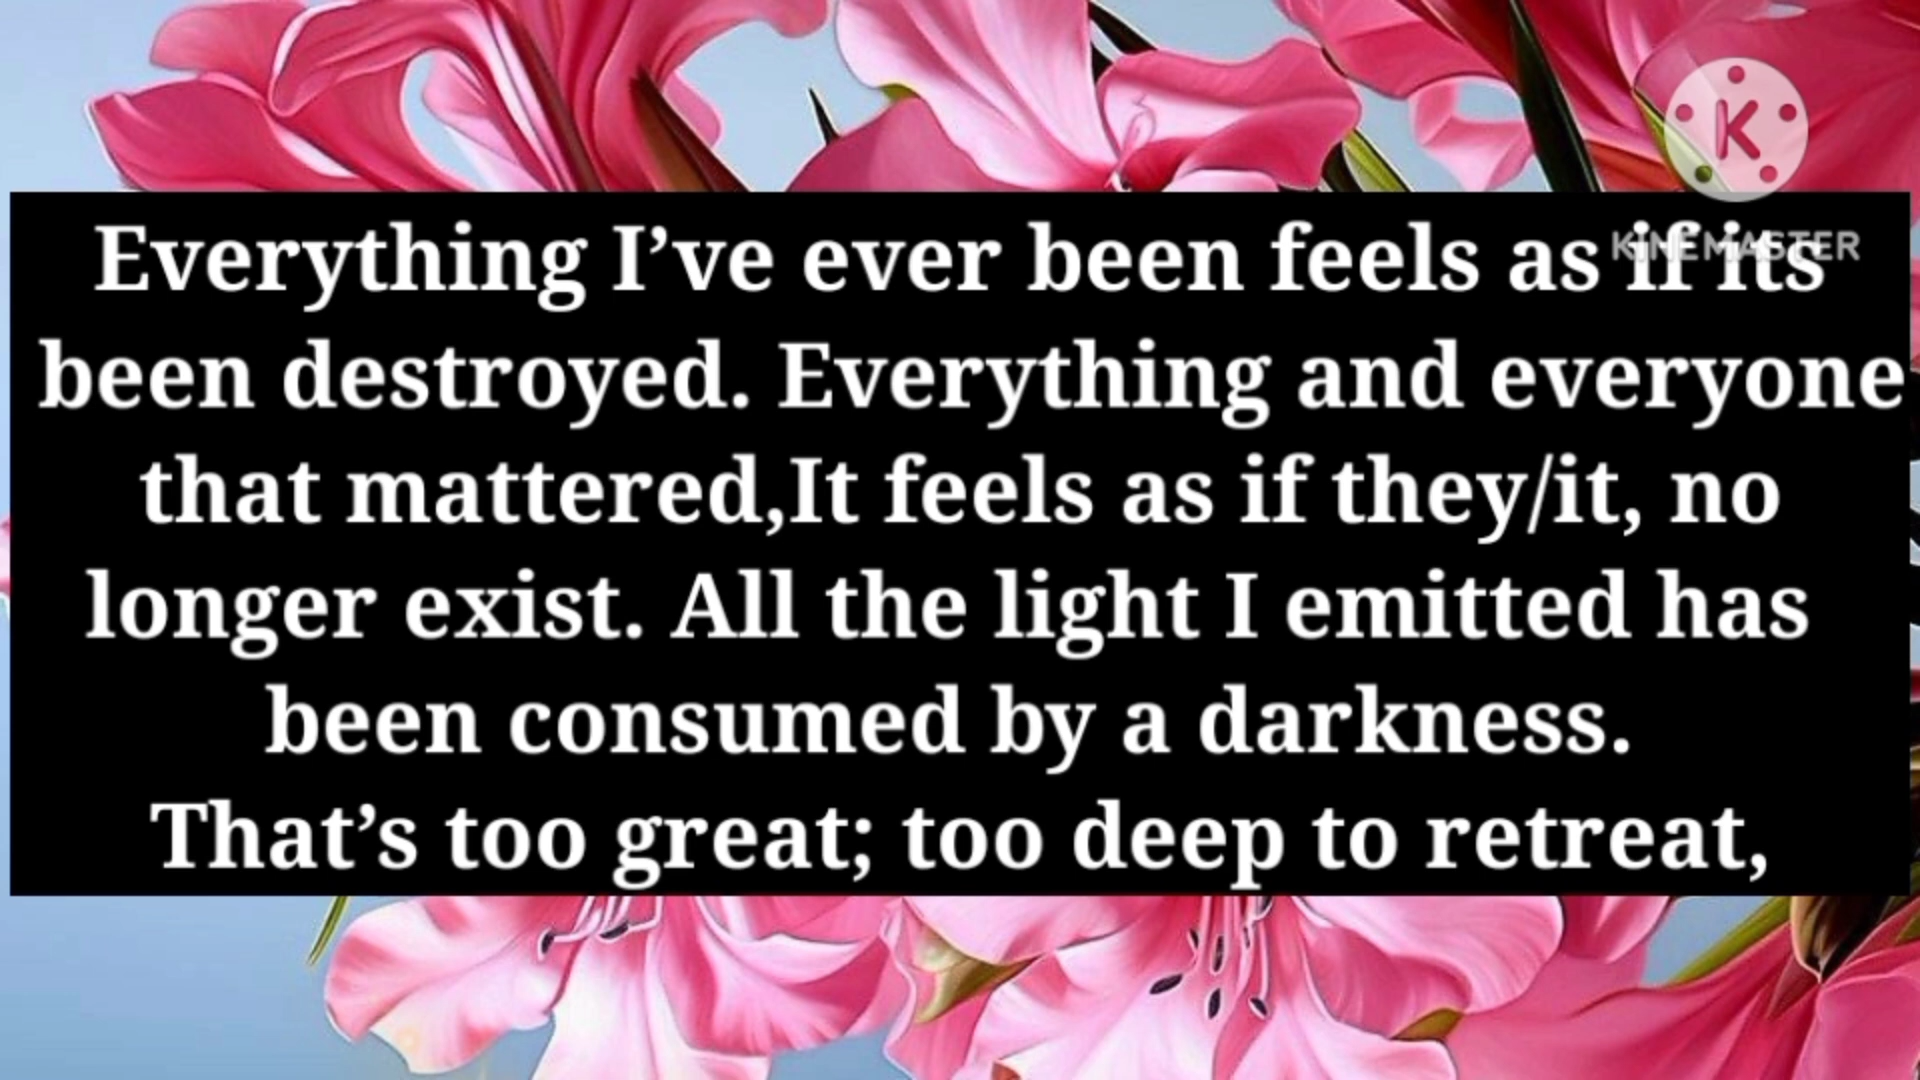 K
KINEMASTER
Everything I’ve ever been feels as if its
been destroyed. Everything and everyone
that mattered,It feels as if they/it, no
longer exist. All the light I emitted has
been consumed by a darkness.
That’s too great; too deep to retreat,